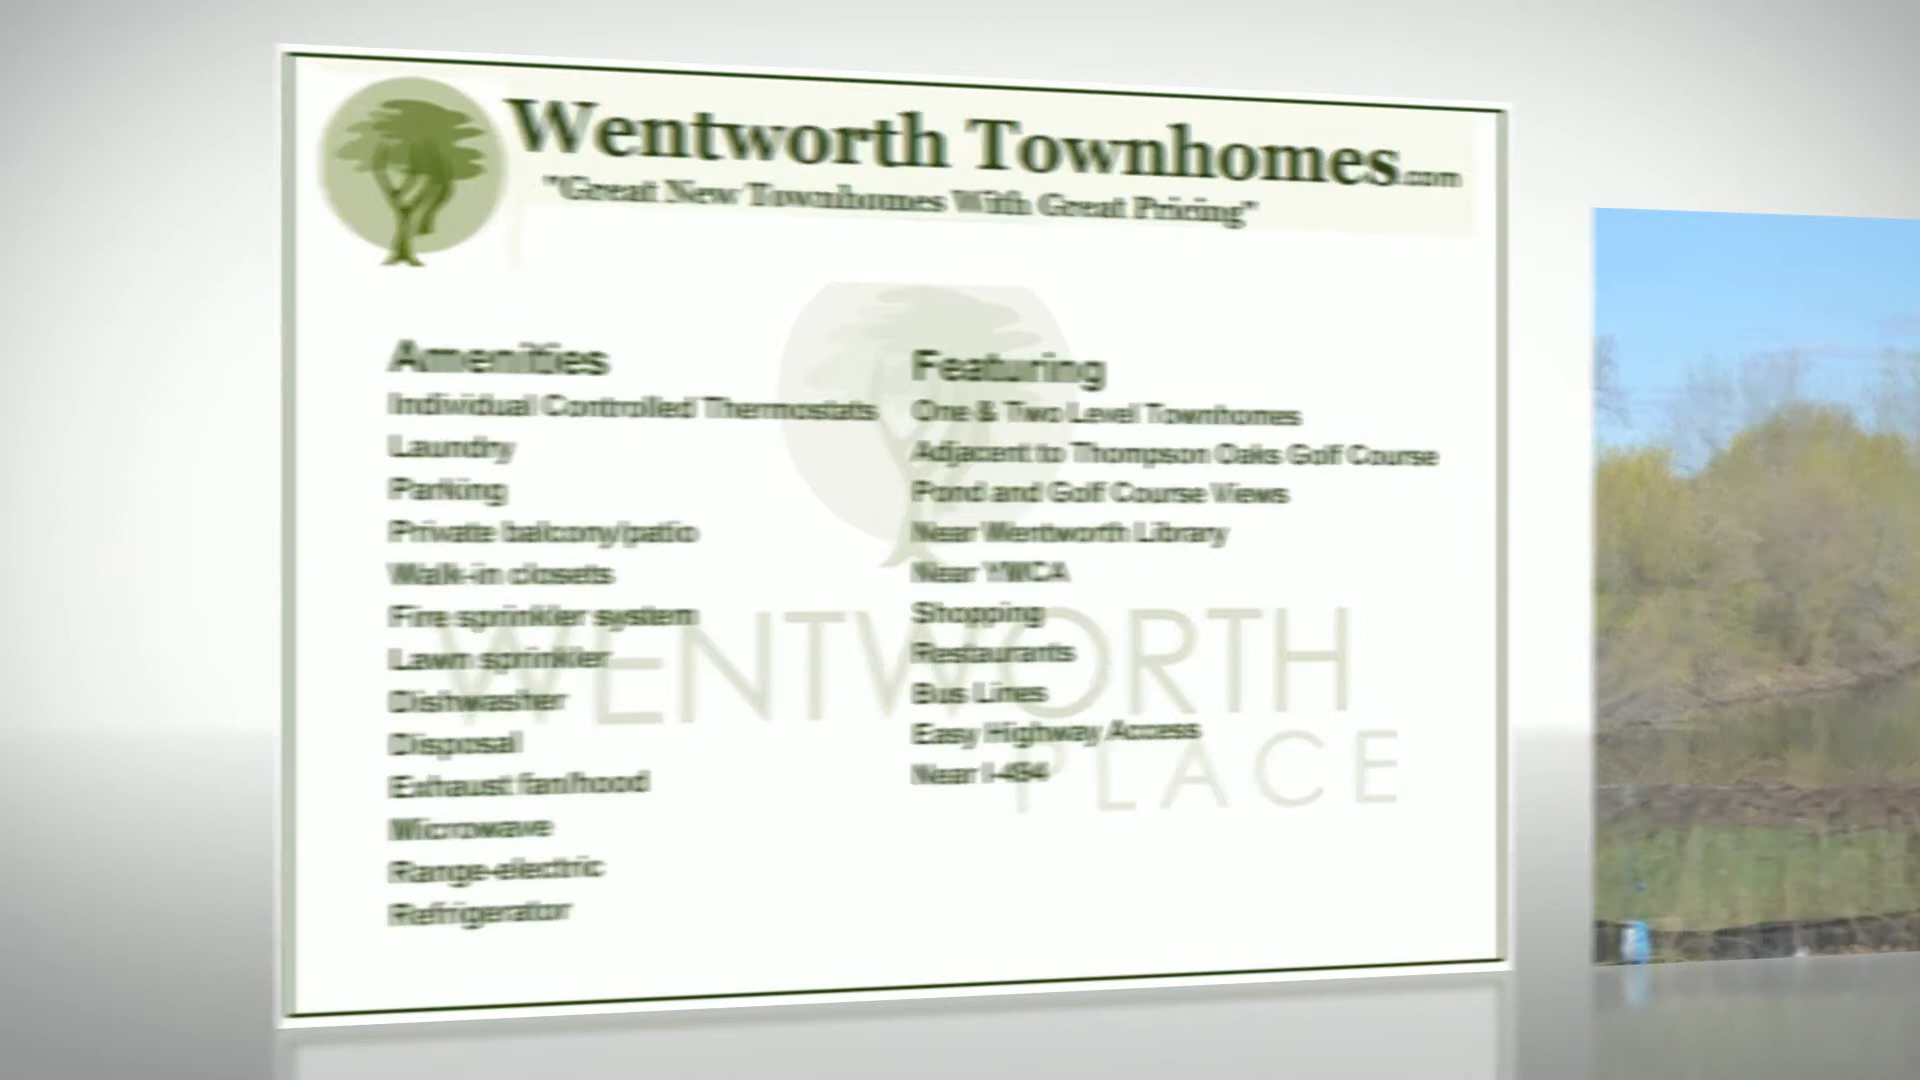 Wentworth Townhomes.com
"Great New Townhomes With Great Pricing"
Amenities
Individual Controlled Thermostats
Laundry
Parking
Private balcony/patio
Walk-in closets
Fire sprinkler system
Lawn sprinkler
Dishwasher
Disposal
Exhaust fan/hood
Microwave
Range-electric
Refrigerator
Featuring
One & Two Level Townhomes
Adjacent to Thompson Oaks Golf Course
Pond and Golf Course Views
Near Wentworth Library
Near YMCA
Shopping
Restaurants
Bus Lines
Easy Highway Access
Near I-494
WENTWORTH
PLACE